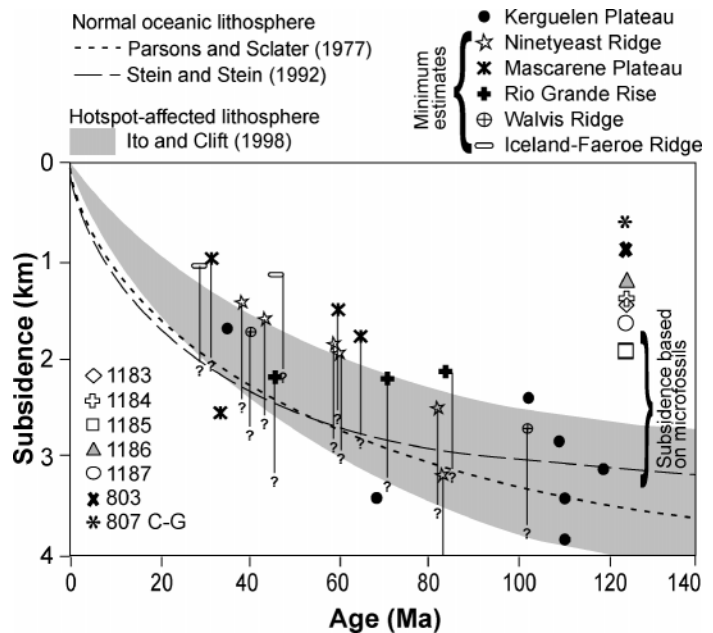 Normal oceanic lithosphere
Parsons and Sclater (1977)
Stein and Stein (1992)
Hotspot-affected lithosphere
Ito and Clift (1998)
Minimum
estimates
Kerguelen Plateau
Ninetyeast Ridge
Mascarene Plateau
Rio Grande Rise
Walvis Ridge
Iceland-Faeroe Ridge
Subsidence (km)
0
1
2
3
4
? ? ? ? ? ? ? ? ? ? ? ? ? ? ?
1183
1184
1185
1186
1187
803
807 C-G
Subsidence based
on microfossils
0 20 40 60 80 100 120 140
Age (Ma)